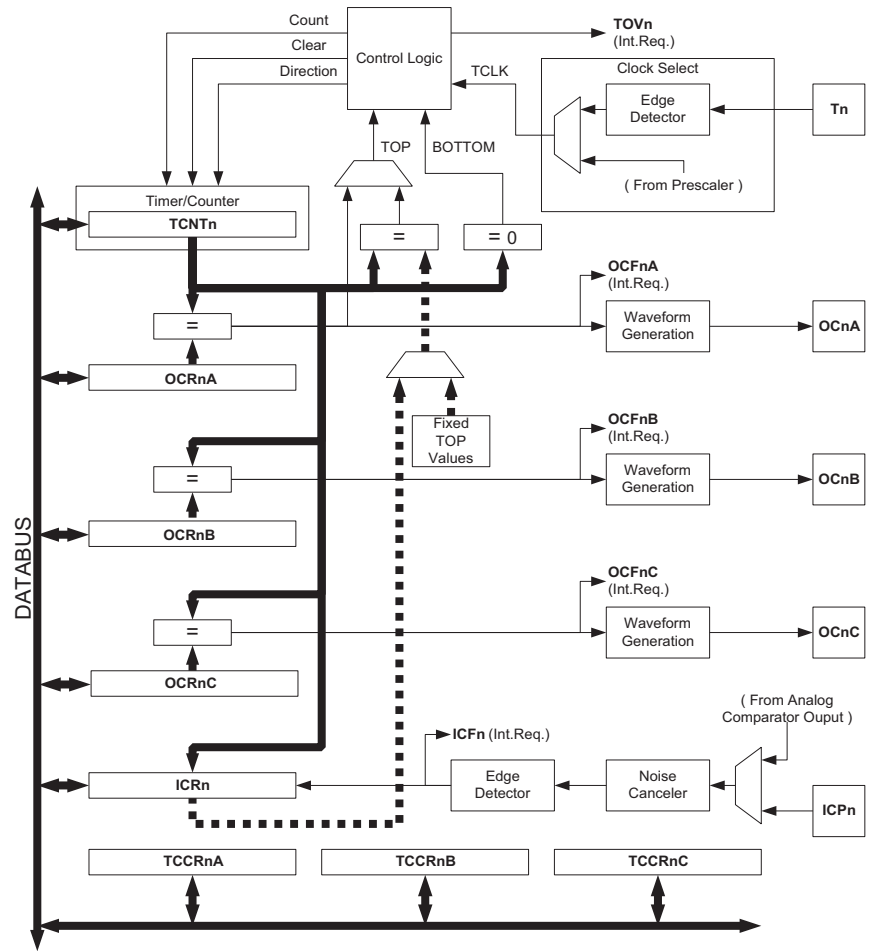 Count
TOVn
(Int.Req.)
Clear
Control Logic
Direction
TCLK
Clock Select
Edge
Detector
Tn
TOP
BOTTOM
( From Prescaler )
Timer/Counter
TCNTn
=
= 0
OCFnA
(Int.Req.)
=
Waveform
Generation
OCnA
OCRnA
Fixed
TOP
Values
OCFnB
(Int.Req.)
=
Waveform
Generation
OCnB
OCRnB
DATABUS
OCFnC
(Int.Req.)
=
Waveform
Generation
OCnC
OCRnC
( From Analog
Comparator Ouput )
ICFn (Int.Req.)
ICRn
Edge
Detector
Noise
Canceler
ICPn
TCCRnA
TCCRnB
TCCRnC